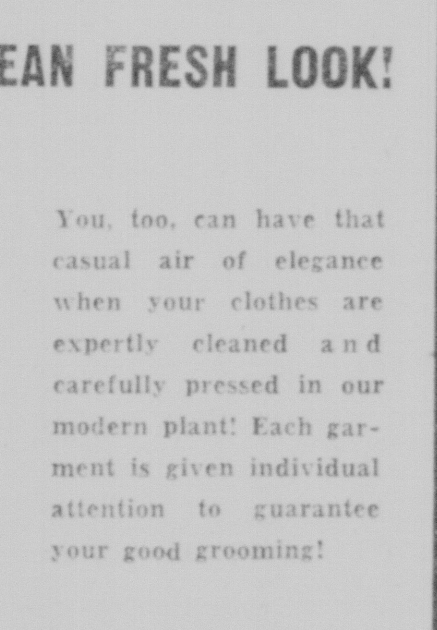 EAN FRESH LOOK!
You, too, can have that
casual air of elegance
when your clothes are
expertly cleaned and
carefully pressed in our
modern plant! Each gar-
ment is given individual
attention to guarantee
your good grooming!